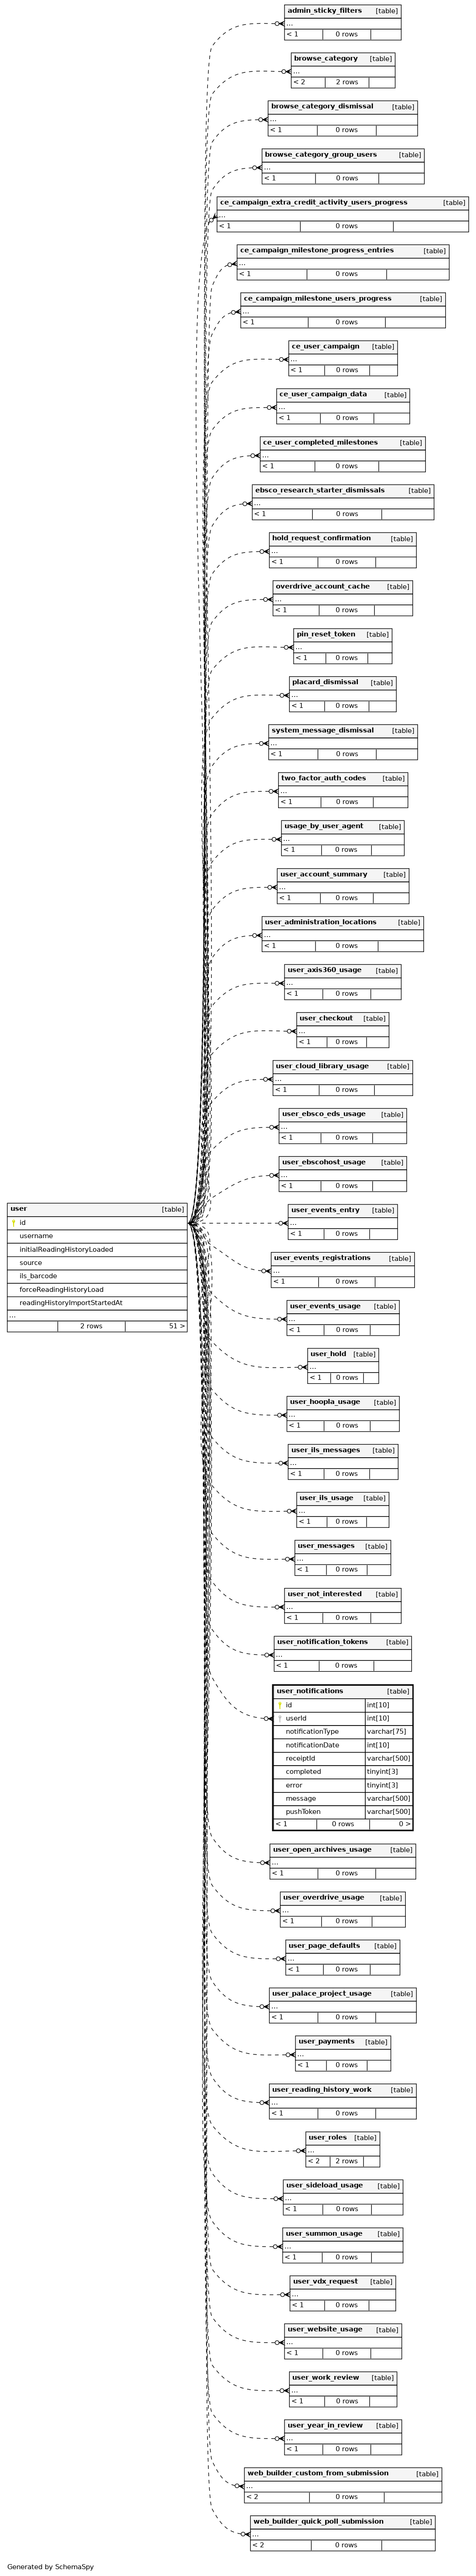 admin_sticky_filters [table]
...
< 1 0 rows
browse_category [table]
...
< 2 2 rows
browse_category_dismissal [table]
...
< 1 0 rows
browse_category_group_users [table]
...
< 1 0 rows
ce_campaign_extra_credit_activity_users_progress [table]
...
< 1 0 rows
ce_campaign_milestone_progress_entries [table]
...
< 1 0 rows
ce_campaign_milestone_users_progress [table]
...
< 1 0 rows
ce_user_campaign [table]
...
< 1 0 rows
ce_user_campaign_data [table]
...
< 1 0 rows
ce_user_completed_milestones [table]
...
< 1 0 rows
ebsco_research_starter_dismissals [table]
...
< 1 0 rows
hold_request_confirmation [table]
...
< 1 0 rows
overdrive_account_cache [table]
...
< 1 0 rows
pin_reset_token [table]
...
< 1 0 rows
placard_dismissal [table]
...
< 1 0 rows
system_message_dismissal [table]
...
< 1 0 rows
two_factor_auth_codes [table]
...
< 1 0 rows
usage_by_user_agent [table]
...
< 1 0 rows
user_account_summary [table]
...
< 1 0 rows
user_administration_locations [table]
...
< 1 0 rows
user_axis360_usage [table]
...
< 1 0 rows
user_checkout [table]
...
< 1 0 rows
user_cloud_library_usage [table]
...
< 1 0 rows
user_ebsco_eds_usage [table]
...
< 1 0 rows
user_ebscohost_usage [table]
...
< 1 0 rows
user [table]
id
username
initialReadingHistoryLoaded
source
ils_barcode
forceReadingHistoryLoad
readingHistoryImportStartedAt
...
2 rows 51 >
user_events_entry [table]
...
< 1 0 rows
user_events_registrations [table]
...
< 1 0 rows
user_events_usage [table]
...
< 1 0 rows
user_hold [table]
...
< 1 0 rows
user_hoopla_usage [table]
...
< 1 0 rows
user_ils_messages [table]
...
< 1 0 rows
user_ils_usage [table]
...
< 1 0 rows
user_messages [table]
...
< 1 0 rows
user_not_interested [table]
...
< 1 0 rows
user_notification_tokens [table]
...
< 1 0 rows
user_notifications [table]
id int[10]
userId int[10]
notificationType varchar[75]
notificationDate int[10]
receiptId varchar[500]
completed tinyint[3]
error tinyint[3]
message varchar[500]
pushToken varchar[500]
< 1 0 rows 0 >
user_open_archives_usage [table]
...
< 1 0 rows
user_overdrive_usage [table]
...
< 1 0 rows
user_page_defaults [table]
...
< 1 0 rows
user_palace_project_usage [table]
...
< 1 0 rows
user_payments [table]
...
< 1 0 rows
user_reading_history_work [table]
...
< 1 0 rows
user_roles [table]
...
< 2 2 rows
user_sideload_usage [table]
...
< 1 0 rows
user_summon_usage [table]
...
< 1 0 rows
user_vdx_request [table]
...
< 1 0 rows
user_website_usage [table]
...
< 1 0 rows
user_work_review [table]
...
< 1 0 rows
user_year_in_review [table]
...
< 1 0 rows
web_builder_custom_from_submission [table]
...
< 2 0 rows
web_builder_quick_poll_submission [table]
...
< 2 0 rows
Generated by SchemaSpy